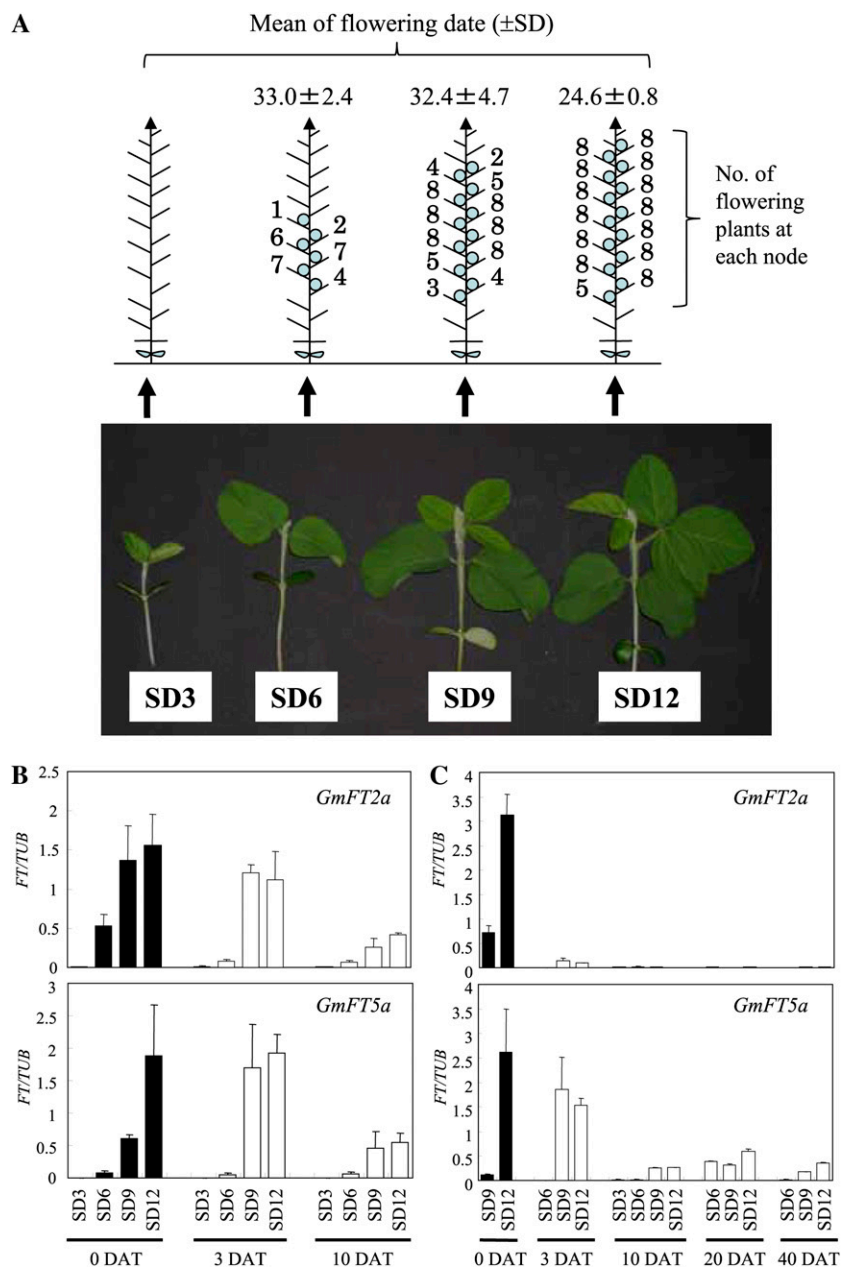 A
Mean of flowering date (±SD)
33.0±2.4 32.4±4.7 24.6±0.8
1
6 2
7 7
4
4 2
8 5
8 8
8 8
5 8
3 4
8 8
8 8
8 8
8 8
8 8
8 8
5 8
No. of
flowering
plants at
each node
SD3 SD6 SD9 SD12
B
GmFT2a
FT/TUB
2.5
2
1.5
1
0.5
0
GmFT5a
FT/TUB
3
2.5
2
1.5
1
0.5
0
SD3 SD6 SD9 SD12 SD3 SD6 SD9 SD12 SD3 SD6 SD9 SD12
0 DAT 3 DAT 10 DAT
C
GmFT2a
FT/TUB
4
3.5
3
2.5
2
1.5
1
0.5
0
GmFT5a
FT/TUB
4
3.5
3
2.5
2
1.5
1
0.5
0
SD9 SD12 SD6 SD9 SD12 SD3 SD6 SD9 SD12 SD6 SD9 SD12 SD6 SD9 SD12
0 DAT 3 DAT 10 DAT 20 DAT 40 DAT